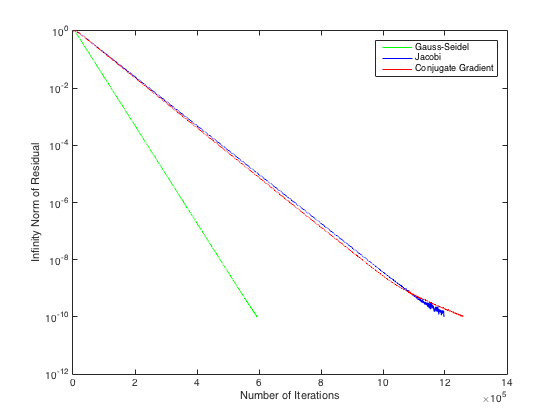 10^0
10^-2
10^-4
10^-6
10^-8
10^-10
10^-12
Infinity Norm of Residual
Gauss-Seidel
Jacobi
Conjugate Gradient
0 2 4 6 8 10 12 14
Number of Iterations
×10^5